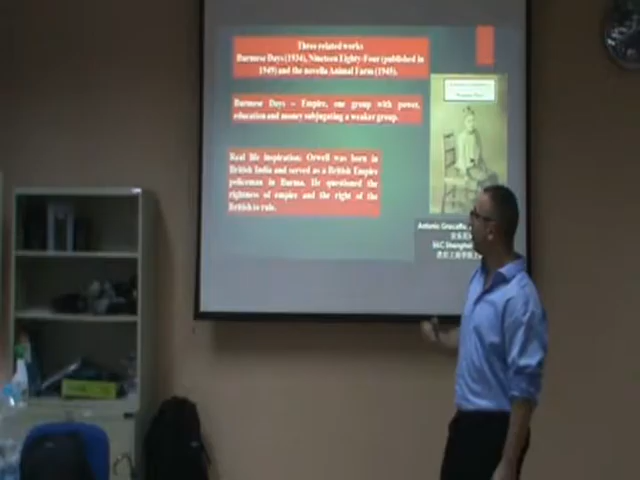 Three related works
Burmese Days (1934), Nineteen Eighty-Four (published in
1949) and the novella Animal Farm (1945).
Burmese Days – Empire, one group with power,
education and money subjugating a weaker group.
Real life inspiration: Orwell was born in
British India and served as a British Empire
policeman in Burma. He questioned the
rightness of empire and the right of the
British to rule.
Antonio Graceffo,
Shanghai